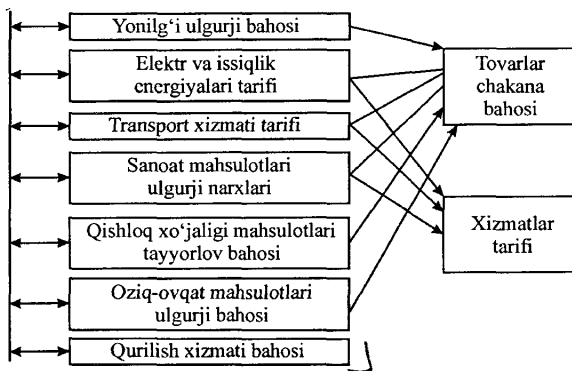 Yonilg‘i ulgurji bahosi
Elektr va issiqlik
energiyalari tarifi
Transport xizmati tarifi
Sanoat mahsulotlari
ulgurji narxlari
Qishloq xo‘jaligi mahsulotlari
tayyorlov bahosi
Oziq-ovqat mahsulotlari
ulgurji bahosi
Qurilish xizmati bahosi
Tovarlar
chakana
bahosi
Xizmatlar
tarifi